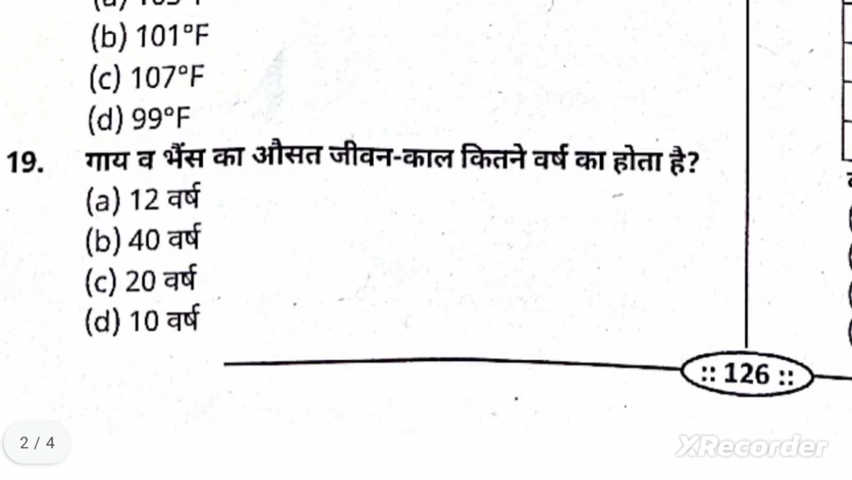 (b) 101°F
(c) 107°F
(d) 99°F
19. गाय व भैंस का औसत जीवन-काल कितने वर्ष का होता है?
(a) 12 वर्ष
(b) 40 वर्ष
(c) 20 वर्ष
(d) 10 वर्ष
:: 126 ::
2 / 4
XRecorder